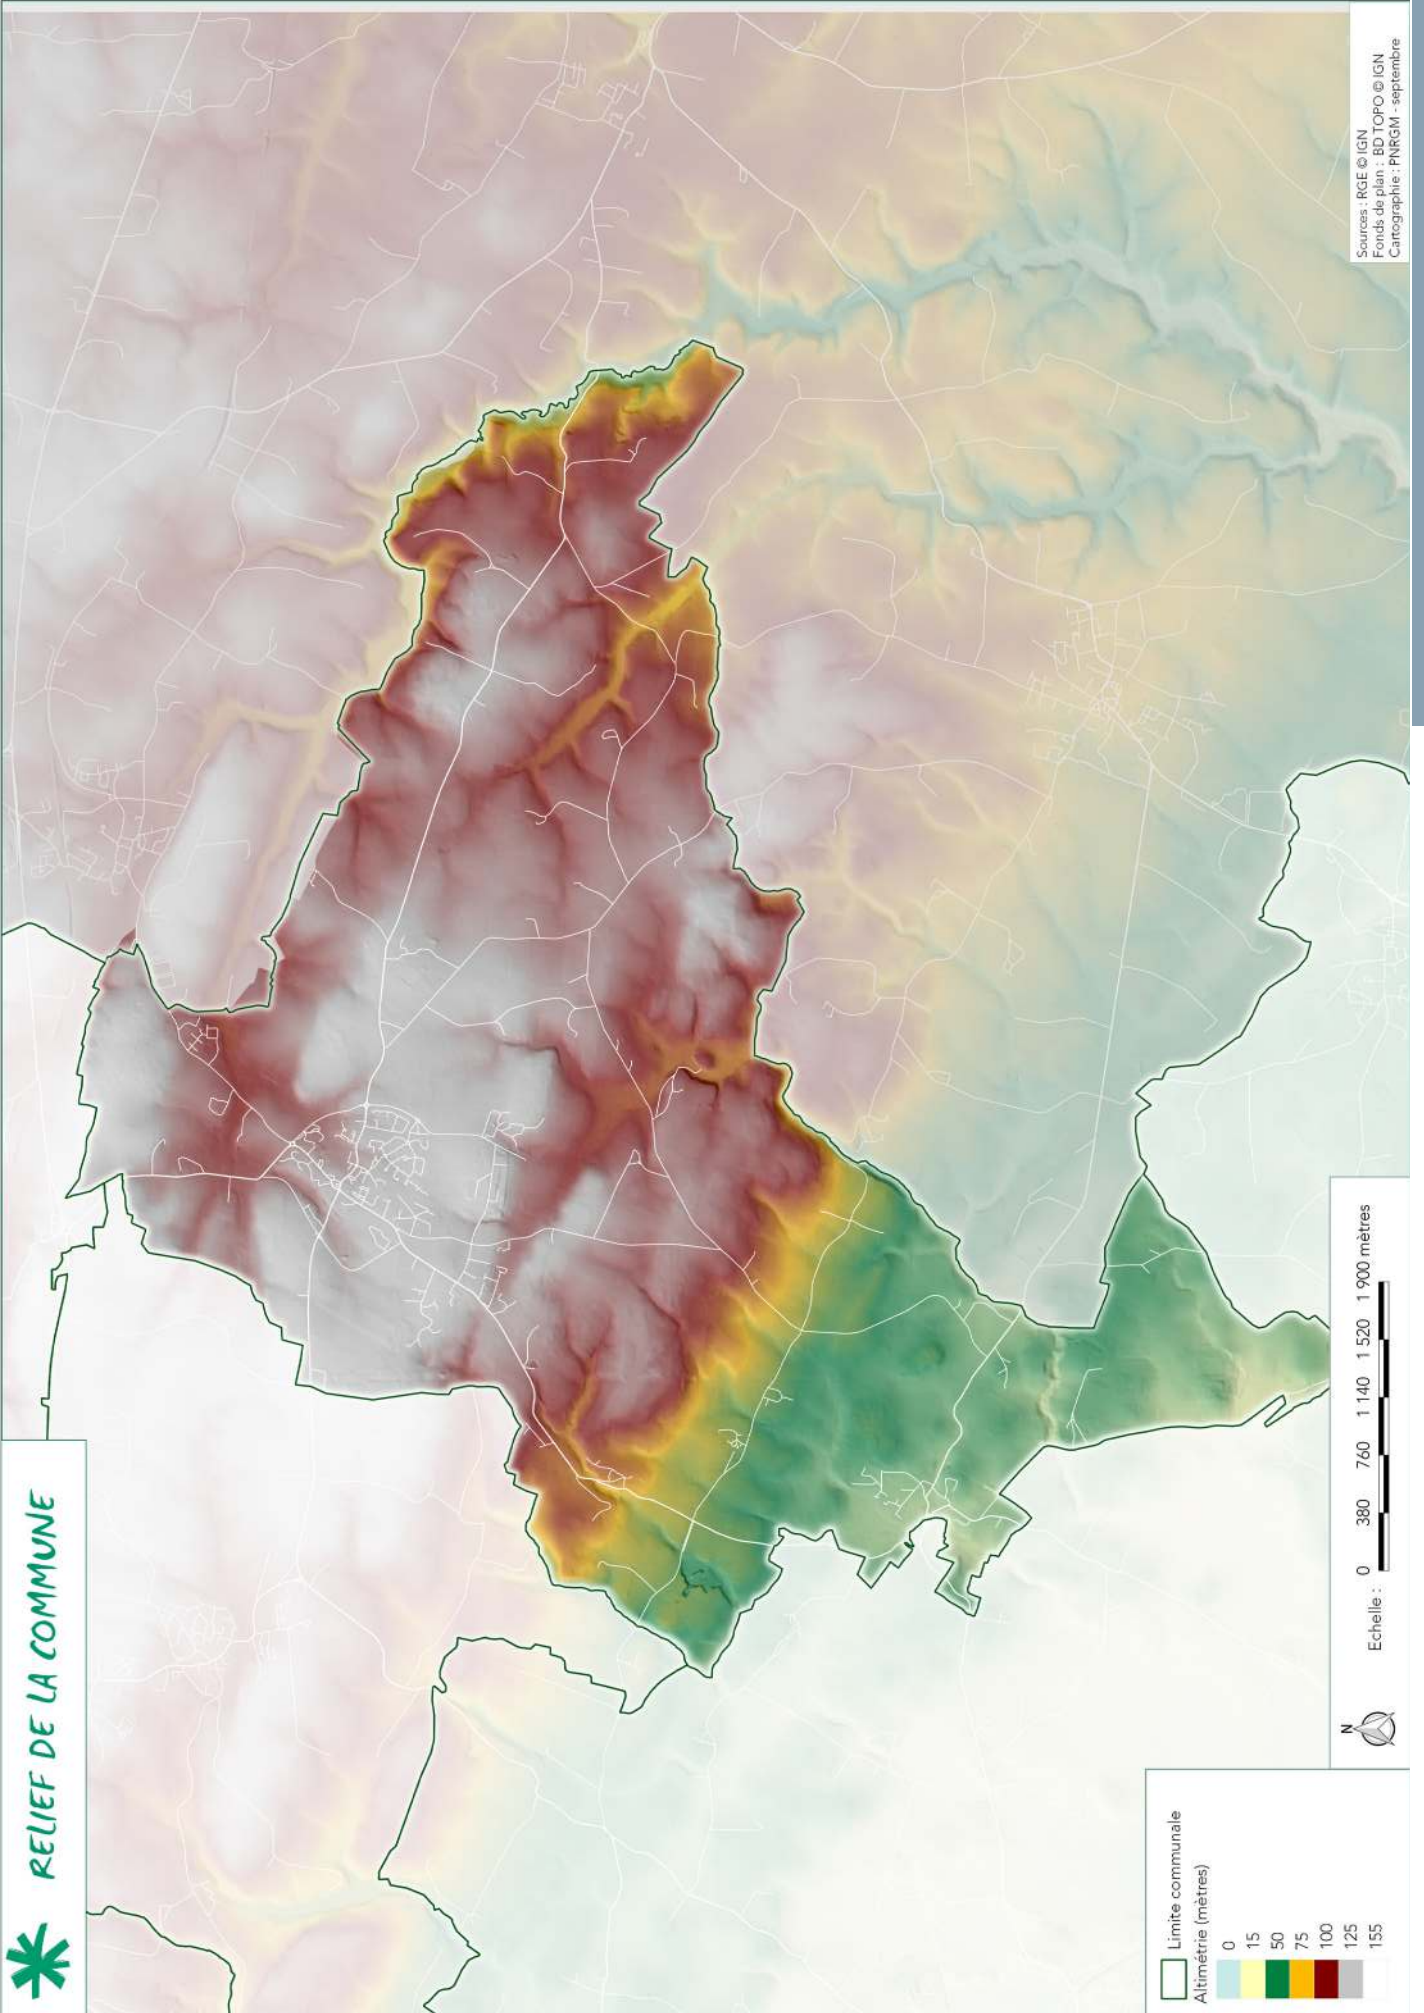 RELIEF DE LA COMMUNE
Limite communale
Altimétrie (mètres)
0
15
50
75
100
125
155
N
Echelle :
0 380 760 1 140 1 520 1 900 mètres
Sources : RGE © IGN
Fonds de plan : BD TOPO © IGN
Cartographie : PNRGM - septembre